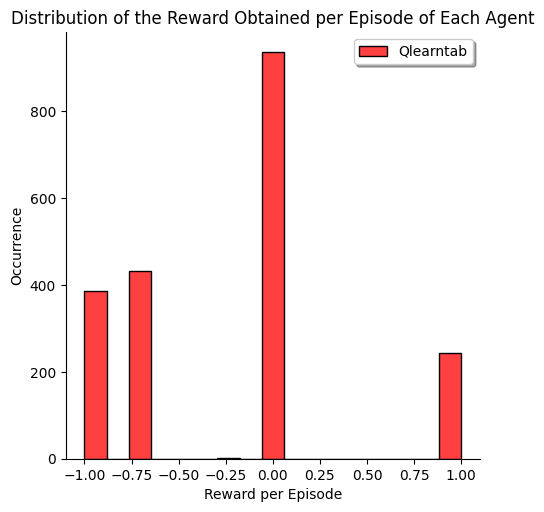 Distribution of the Reward Obtained per Episode of Each Agent
Qlearntab
Occurrence
800
600
400
200
0
−1.00 −0.75 −0.50 −0.25 0.00 0.25 0.50 0.75 1.00
Reward per Episode